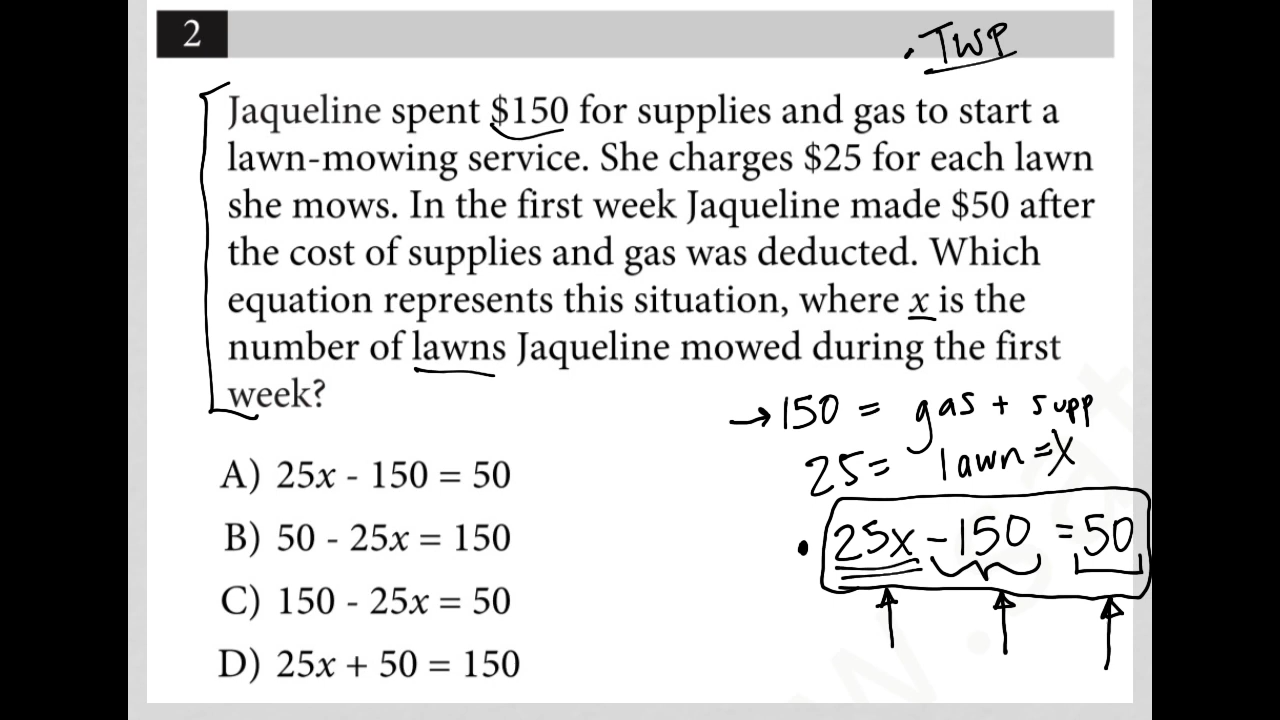 2
. TWP
Jaqueline spent $150 for supplies and gas to start a
lawn-mowing service. She charges $25 for each lawn
she mows. In the first week Jaqueline made $50 after
the cost of supplies and gas was deducted. Which
equation represents this situation, where x is the
number of lawns Jaqueline mowed during the first
week?
→ 150 = gas + supp
25 = lawn = X
A) 25x - 150 = 50
• 25x - 150 = 50
B) 50 - 25x = 150
C) 150 - 25x = 50
D) 25x + 50 = 150